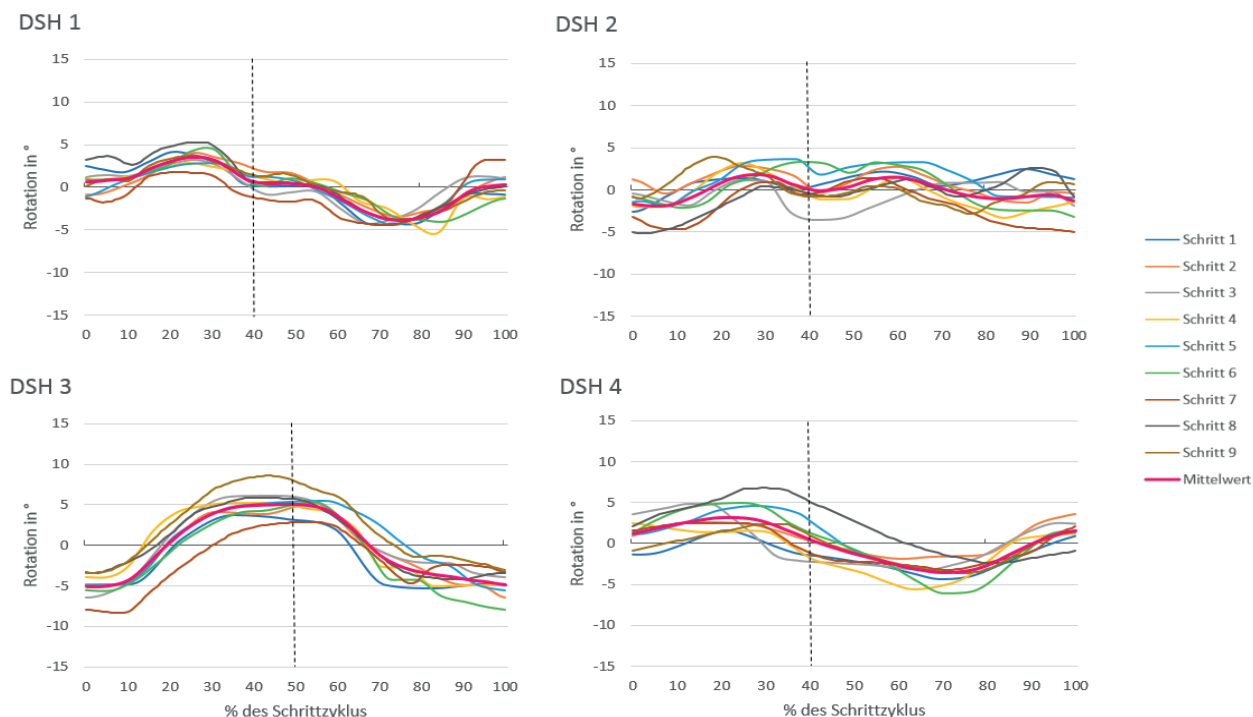 DSH 1
DSH 2
15
10
5
0
-5
-10
-15
Rotation in °
0 10 20 30 40 50 60 70 80 90 100
15
10
5
0
-5
-10
-15
Rotation in °
0 10 20 30 40 50 60 70 80 90 100
DSH 3
DSH 4
15
10
5
0
-5
-10
-15
Rotation in °
0 10 20 30 40 50 60 70 80 90 100
% des Schrittzyklus
15
10
5
0
-5
-10
-15
Rotation in °
0 10 20 30 40 50 60 70 80 90 100
% des Schrittzyklus
Schritt 1
Schritt 2
Schritt 3
Schritt 4
Schritt 5
Schritt 6
Schritt 7
Schritt 8
Schritt 9
Mittelwert